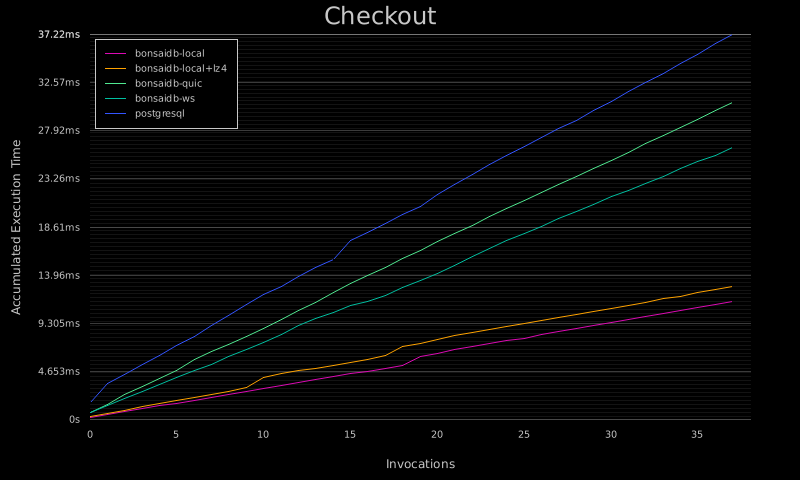 Checkout
37.22ms
32.57ms
27.92ms
23.26ms
18.61ms
13.96ms
9.305ms
4.653ms
0s
bonsaidb-local
bonsaidb-local+lz4
bonsaidb-quic
bonsaidb-ws
postgresql
Accumulated Execution Time
0 5 10 15 20 25 30 35
Invocations